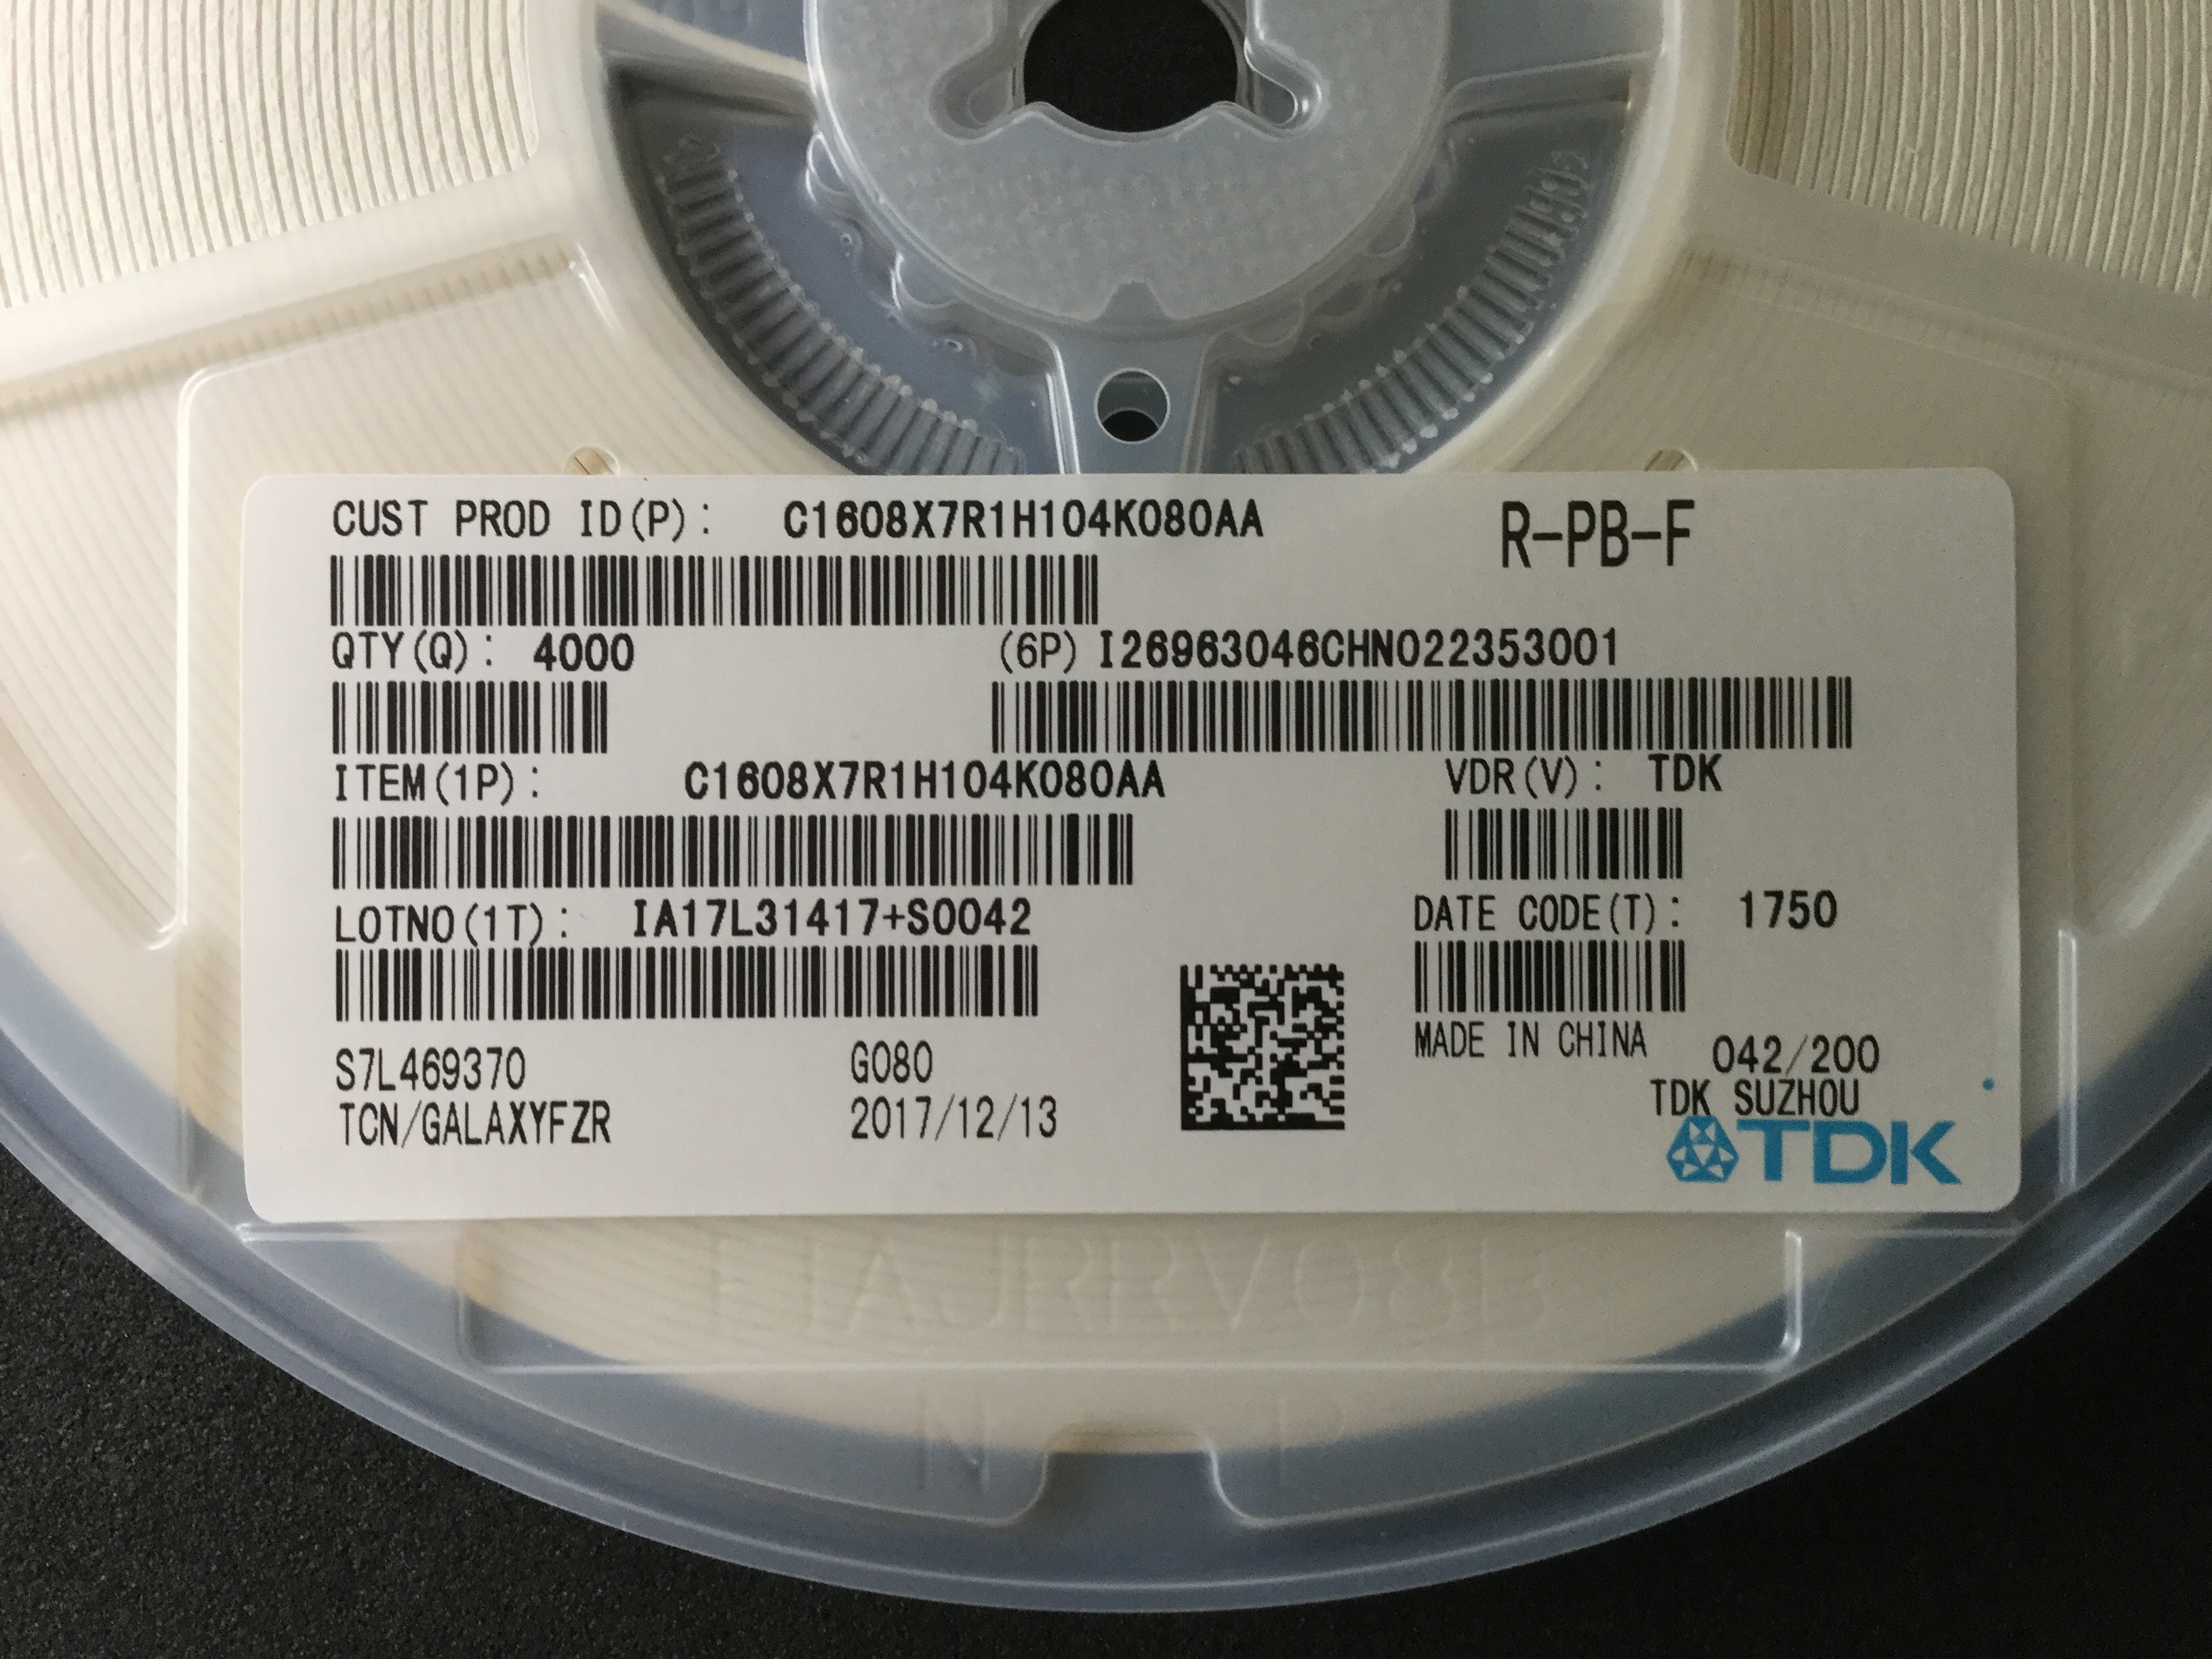 CUST PROD ID(P): C1608X7R1H104K080AA
R-PB-F
QTY(Q): 4000
(6P) I26963046CHN022353001
ITEM(1P): C1608X7R1H104K080AA
VDR(V): TDK
LOTNO(1T): IA17L31417+S0042
DATE CODE(T): 1750
MADE IN CHINA
042/200
S7L469370
G080
TDK SUZHOU
TCN/GALAXYFZR
2017/12/13
TDK